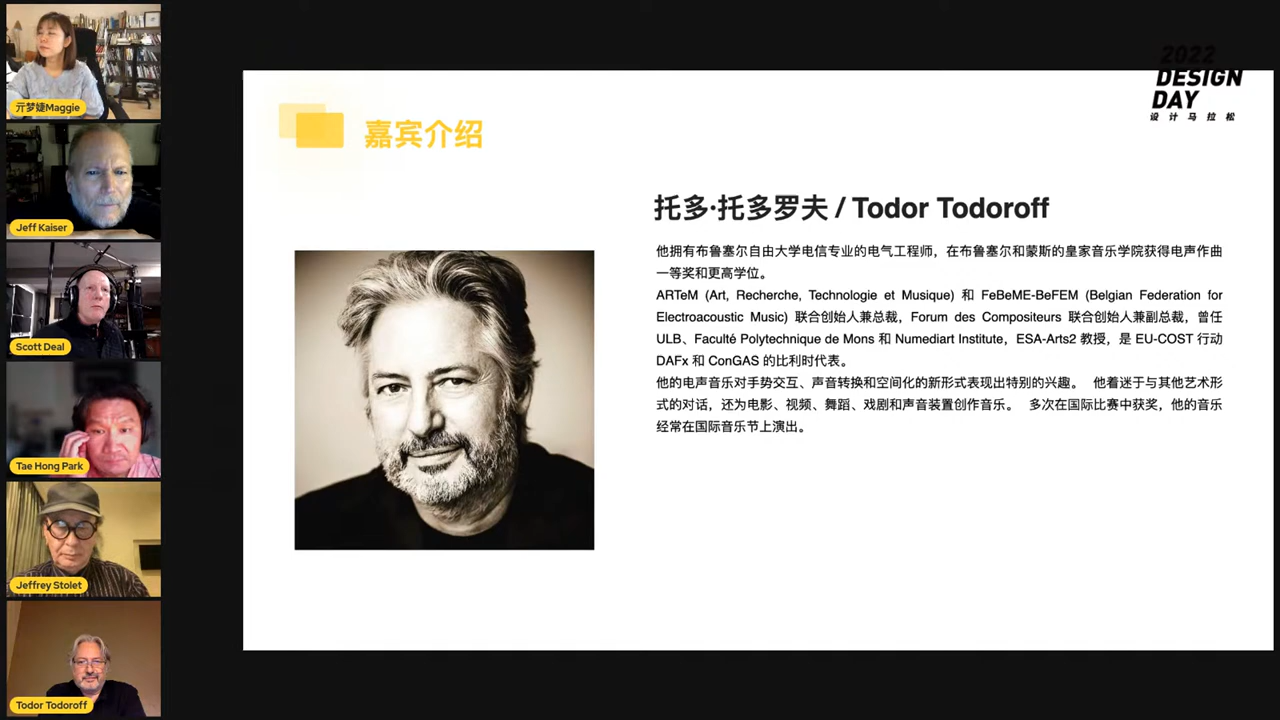 亓梦婕Maggie
Jeff Kaiser
Scott Deal
Tae Hong Park
Jeffrey Stolet
Todor Todoroff
2022
DESIGN
DAY
设计马拉松
嘉宾介绍
托多·托多罗夫 / Todor Todoroff
他拥有布鲁塞尔自由大学电信专业的电气工程师，在布鲁塞尔和蒙斯的皇家音乐学院获得电声作曲
一等奖和更高学位。
ARTeM (Art, Recherche, Technologie et Musique) 和 FeBeME-BeFEM (Belgian Federation for
Electroacoustic Music) 联合创始人兼总裁，Forum des Compositeurs 联合创始人兼副总裁，曾任
ULB、Faculté Polytechnique de Mons 和 Numediart Institute，ESA-Arts2 教授，是 EU-COST 行动
DAFx 和 ConGAS 的比利时代表。
他的电声音乐对手势交互、声音转换和空间化的新形式表现出特别的兴趣。 他着迷于与其他艺术形
式的对话，还为电影、视频、舞蹈、戏剧和声音装置创作音乐。 多次在国际比赛中获奖，他的音乐
经常在国际音乐节上演出。